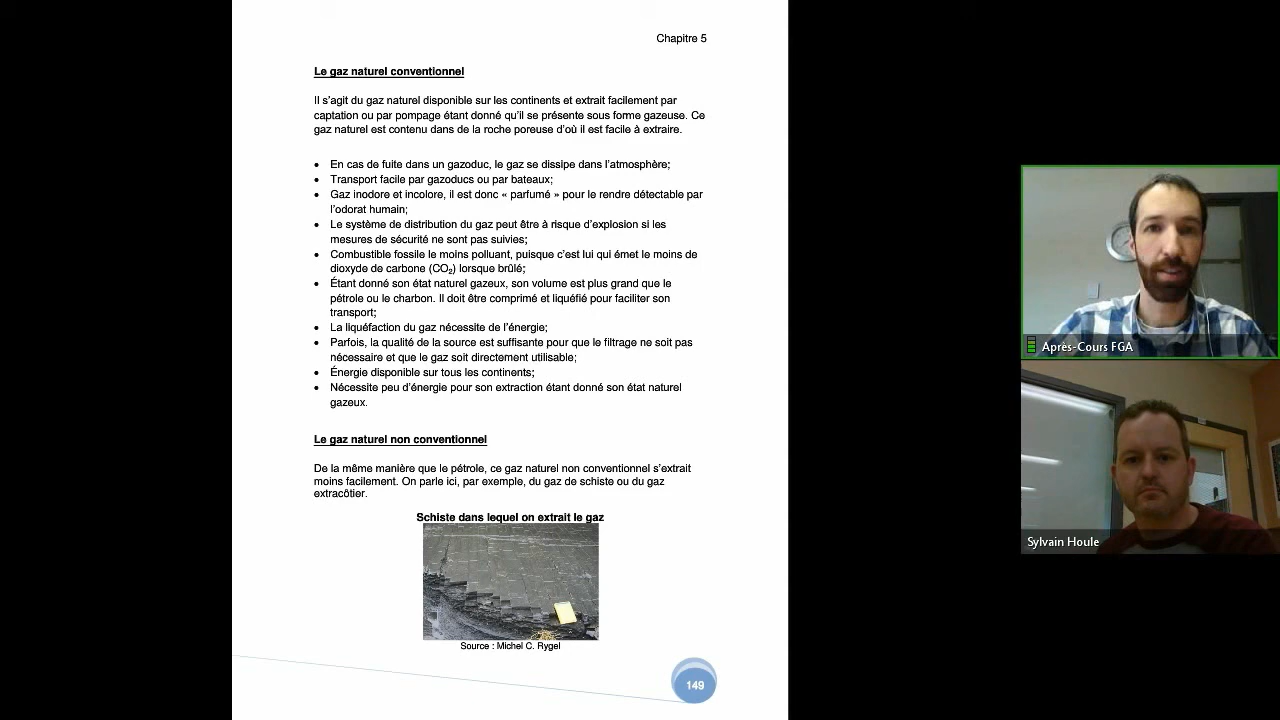 Chapitre 5
Le gaz naturel conventionnel
Il s’agit du gaz naturel disponible sur les continents et extrait facilement par
captation ou par pompage étant donné qu’il se présente sous forme gazeuse. Ce
gaz naturel est contenu dans de la roche poreuse d’où il est facile à extraire.
• En cas de fuite dans un gazoduc, le gaz se dissipe dans l’atmosphère;
• Transport facile par gazoducs ou par bateaux;
• Gaz inodore et incolore, il est donc « parfumé » pour le rendre détectable par
l’odorat humain;
• Le système de distribution du gaz peut être à risque d’explosion si les
mesures de sécurité ne sont pas suivies;
• Combustible fossile le moins polluant, puisque c’est lui qui émet le moins de
dioxyde de carbone (CO₂) lorsque brûlé;
• Étant donné son état naturel gazeux, son volume est plus grand que le
pétrole ou le charbon. Il doit être comprimé et liquéfié pour faciliter son
transport;
• La liquéfaction du gaz nécessite de l’énergie;
• Parfois, la qualité de la source est suffisante pour que le filtrage ne soit pas
nécessaire et que le gaz soit directement utilisable;
• Énergie disponible sur tous les continents;
• Nécessite peu d’énergie pour son extraction étant donné son état naturel
gazeux.
Le gaz naturel non conventionnel
De la même manière que le pétrole, ce gaz naturel non conventionnel s’extrait
moins facilement. On parle ici, par exemple, du gaz de schiste ou du gaz
extracôtier.
Schiste dans lequel on extrait le gaz
Source : Michel C. Rygel
149
Après-Cours FGA
Sylvain Houle